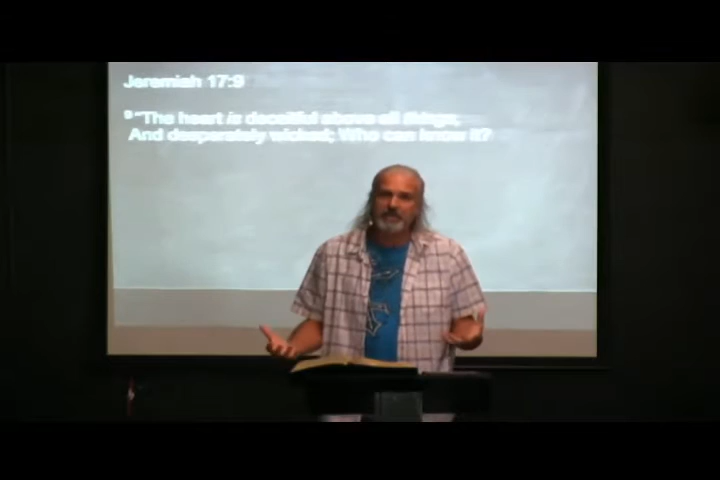 Jeremiah 17:9
9 "The heart is deceitful above all things,
And desperately wicked; Who can know it?